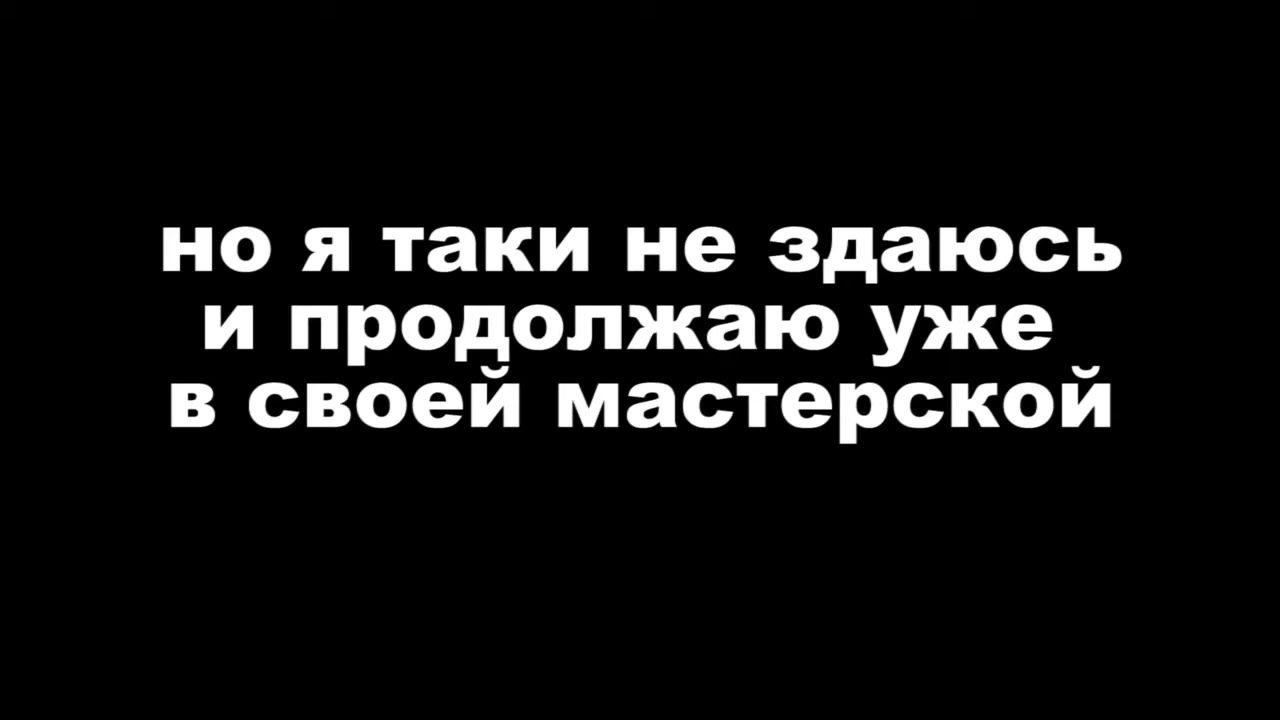 но я таки не здаюсь
и продолжаю уже
в своей мастерской